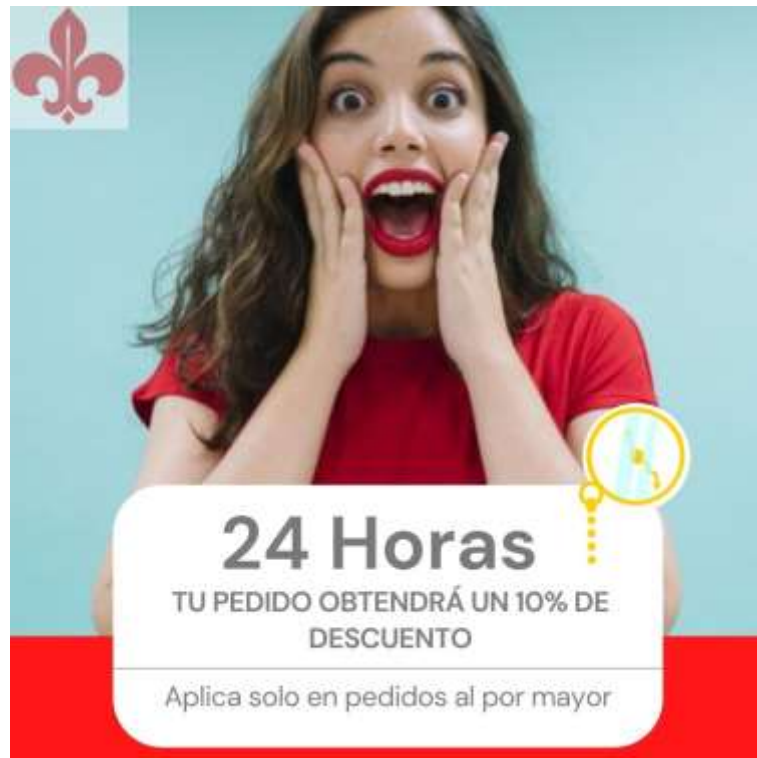 24 Horas
TU PEDIDO OBTENDRÁ UN 10% DE
DESCUENTO
Aplica solo en pedidos al por mayor